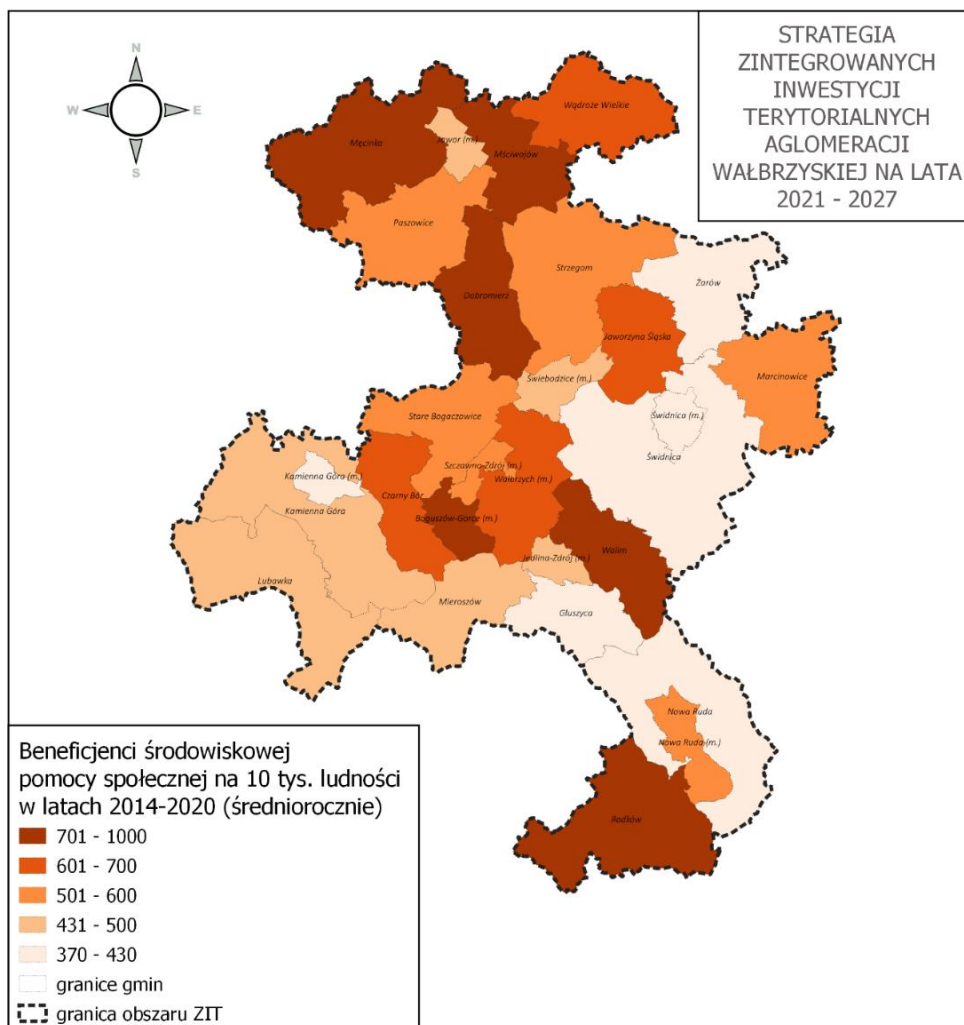 STRATEGIA
ZINTEGROWANYCH
INWESTYCJI
TERYTORIALNYCH
AGLOMERACJI
WAŁBRZYSKIEJ NA LATA
2021 - 2027
N
W
E
S
Wądroże Wielkie
Męcinka
Jawor (m.)
Mściwojów
Paszowice
Strzegom
Żarów
Dobromierz
Jaworzyna Śląska
Świebodzice (m.)
Marcinowice
Stare Bogaczowice
Świdnica (m.)
Świdnica
Szczawno-Zdrój (m.)
Kamienna Góra (m.)
Wałbrzych (m.)
Czarny Bór
Kamienna Góra
Boguszów-Gorce (m.)
Walim
Jedlina-Zdrój (m.)
Lubawka
Mieroszów
Głuszyca
Nowa Ruda
Nowa Ruda (m.)
Radków
Beneficjenci środowiskowej
pomocy społecznej na 10 tys. ludności
w latach 2014-2020 (średniorocznie)
701 - 1000
601 - 700
501 - 600
431 - 500
370 - 430
granice gmin
granica obszaru ZIT